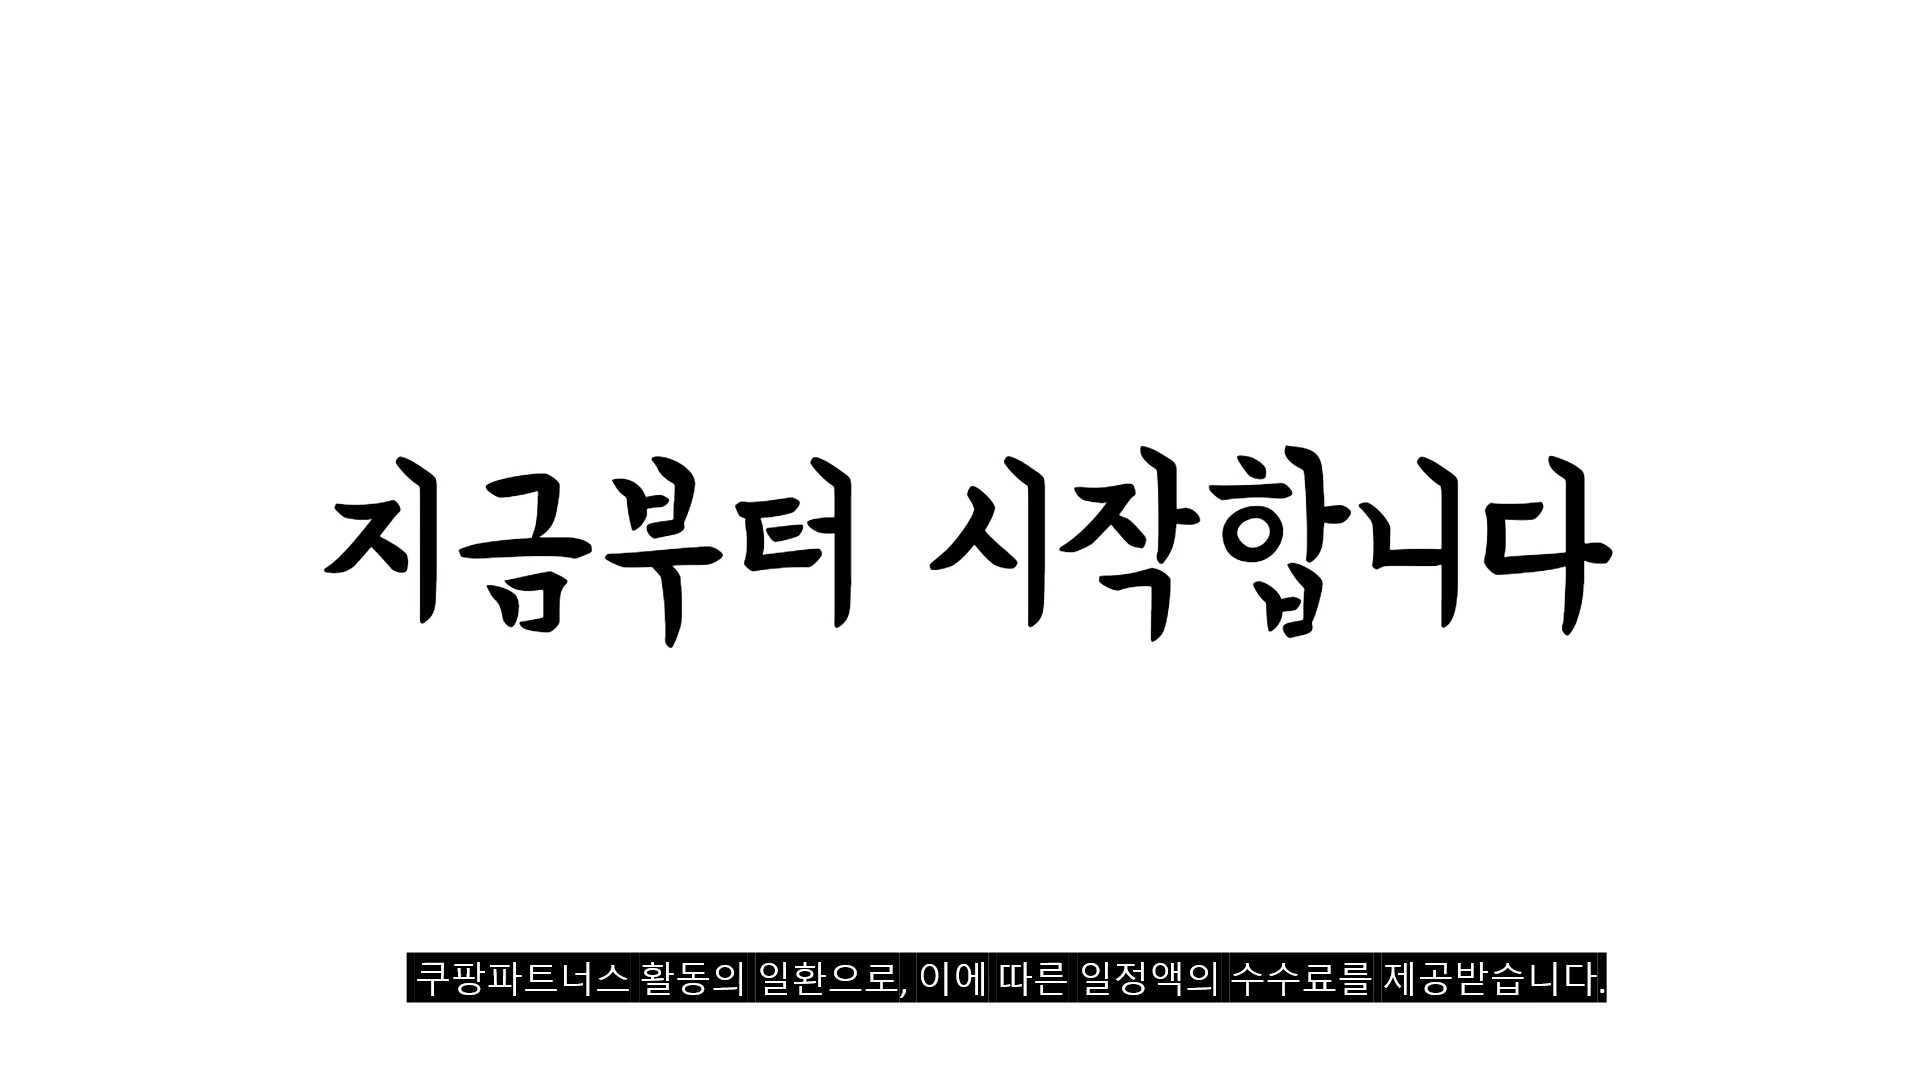 지금부터 시작합니다
쿠팡파트너스 활동의 일환으로, 이에 따른 일정액의 수수료를 제공받습니다.